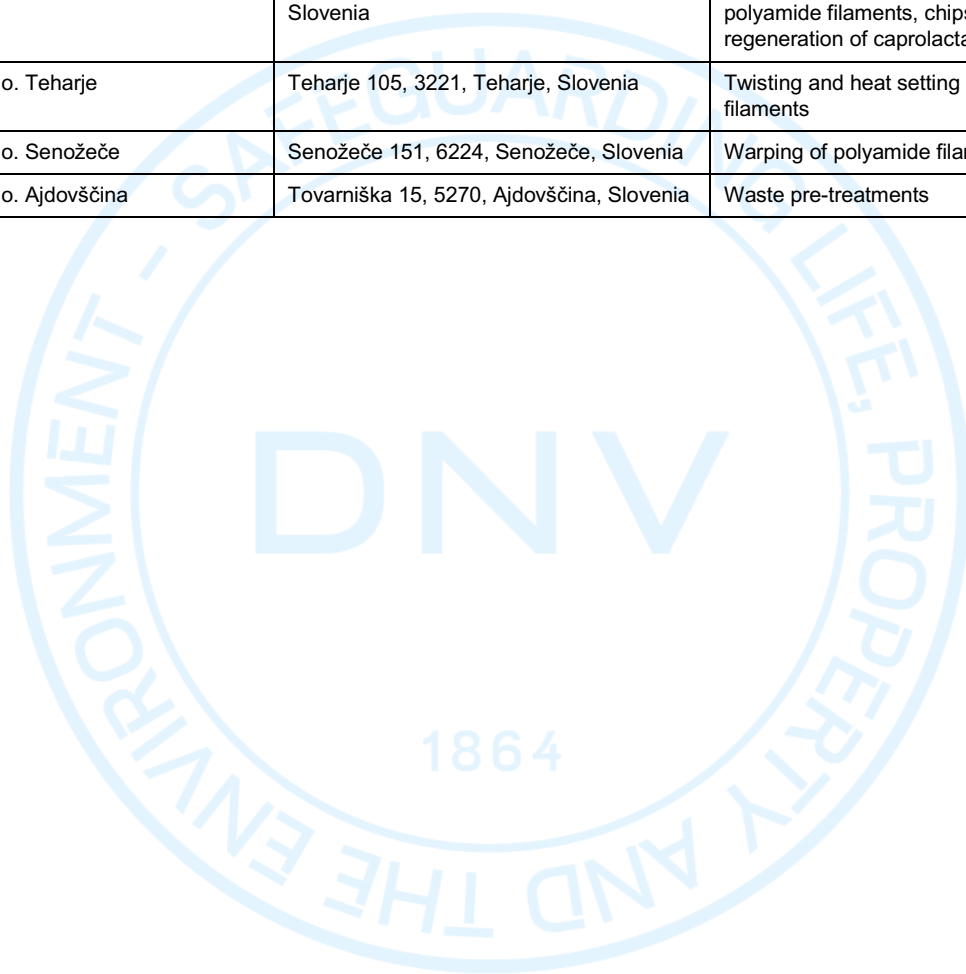 Slovenia
polyamide filaments, chips
regeneration of
o. Teharje
Teharje 105, 3221, Teharje, Slovenia
Twisting and heat setting
filaments
o. Senožeče
Senožeče 151, 6224, Senožeče, Slovenia
Warping of polyamide
o. Ajdovščina
Tovarniška 15, 5270, Ajdovščina, Slovenia
Waste pre-treatments
SAFEGUARDING LIFE, PROPERTY AND THE ENVIRONMENT -
DNV
1864